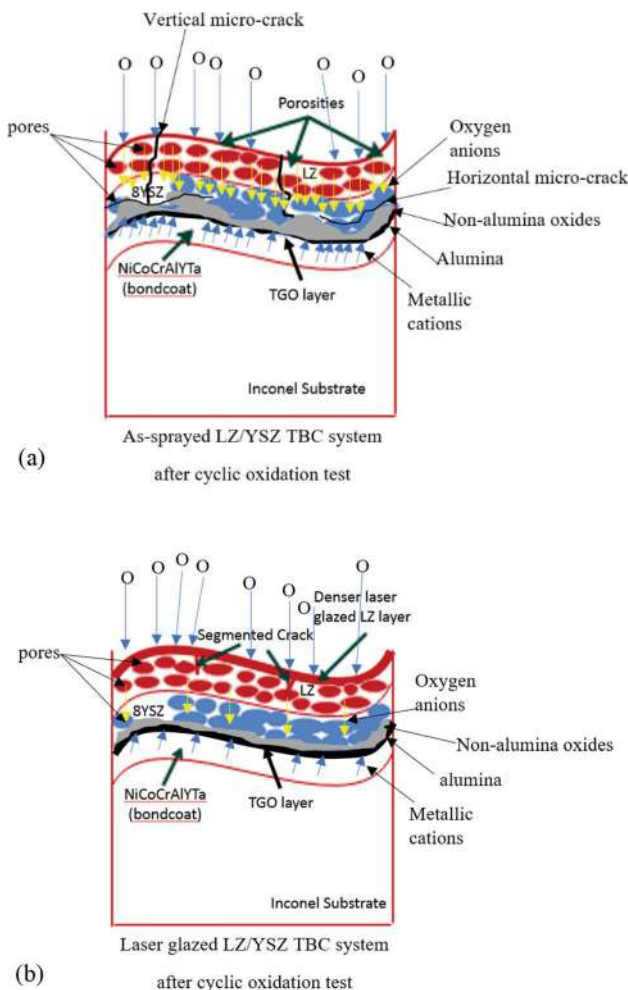 Vertical micro-crack
O O O O O O O O
Porosities
pores
LZ
Oxygen
anions
8YSZ
Horizontal micro-crack
Non-alumina oxides
Alumina
NiCoCrAlYTa
(bondcoat)
TGO layer
Metallic
cations
Inconel Substrate
As-sprayed LZ/YSZ TBC system
(a)
after cyclic oxidation test
O O O O O O O O
Denser laser
glazed LZ layer
Segmented Crack
pores
LZ
Oxygen
anions
8YSZ
Non-alumina oxides
alumina
NiCoCrAlYTa
(bondcoat)
TGO layer
Metallic
cations
Inconel Substrate
Laser glazed LZ/YSZ TBC system
(b)
after cyclic oxidation test